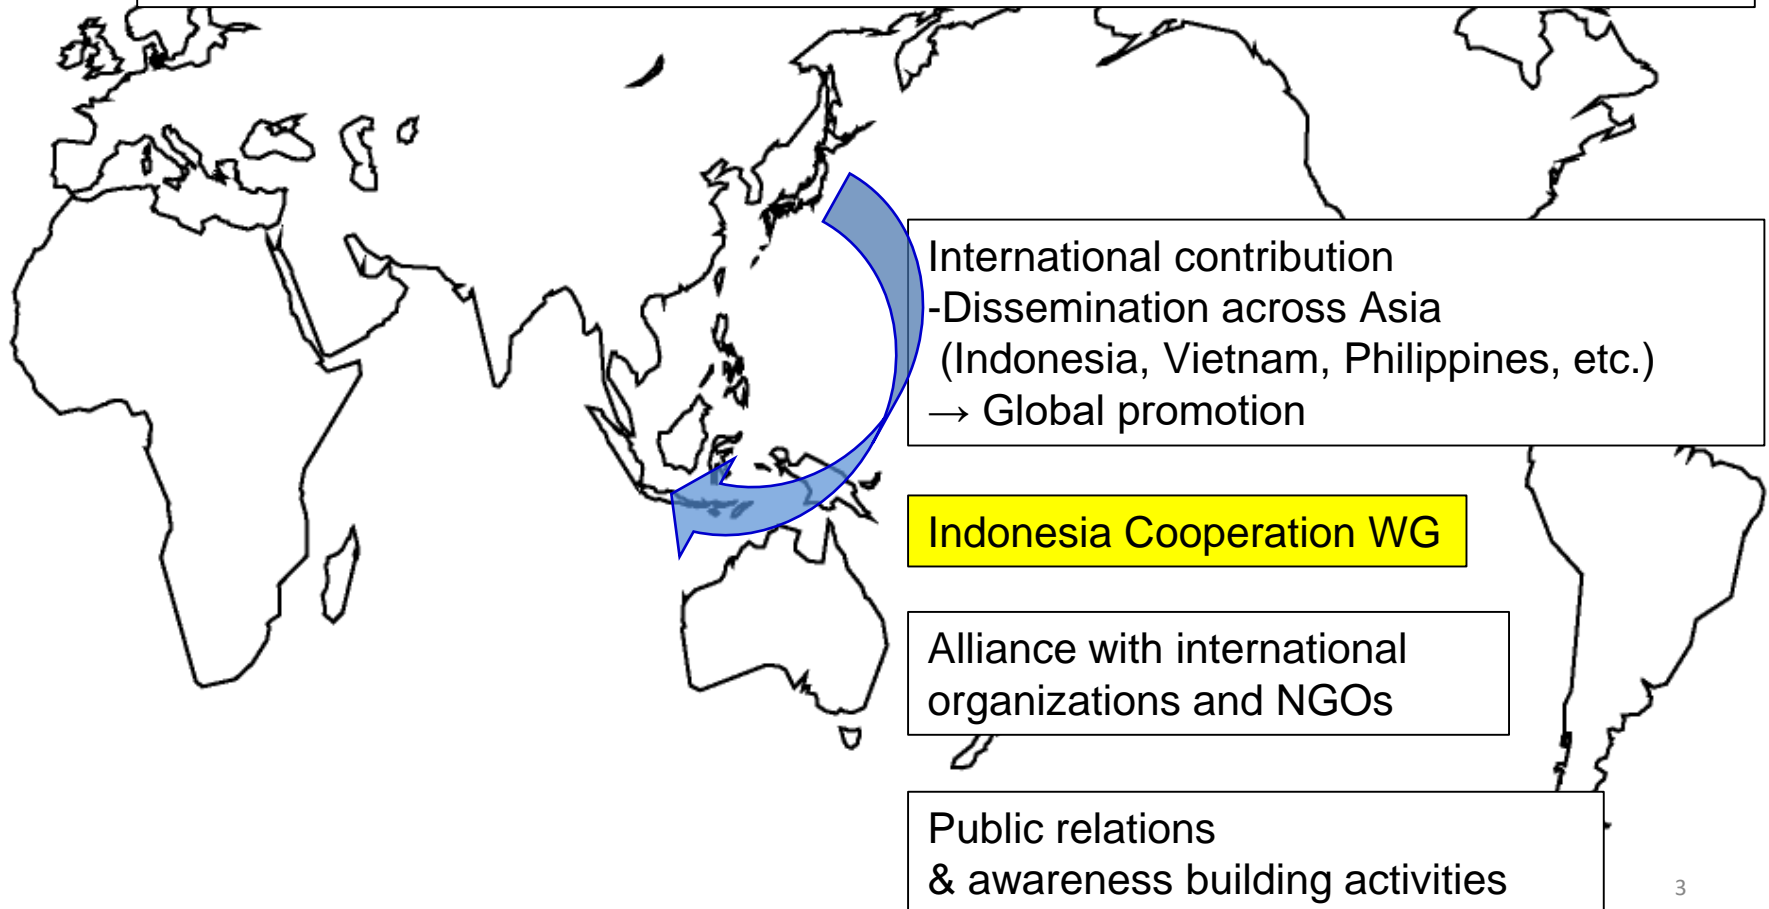 International contribution
-Dissemination across Asia
(Indonesia, Vietnam, Philippines, etc.)
→ Global promotion
Indonesia Cooperation WG
Alliance with international
organizations and NGOs
Public relations
& awareness building activities
3